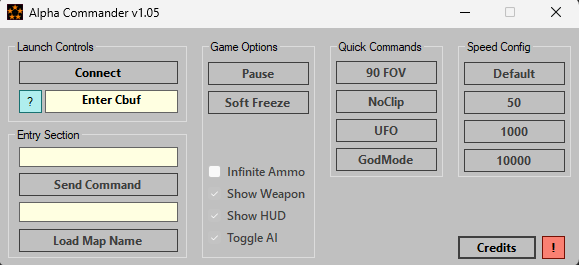 Alpha Commander v1.05
Launch Controls
Connect
?
Enter Cbuf
Entry Section
Send Command
Load Map Name
Game Options
Pause
Soft Freeze
Infinite Ammo
Show Weapon
Show HUD
Toggle AI
Quick Commands
90 FOV
NoClip
UFO
GodMode
Speed Config
Default
50
1000
10000
Credits
!